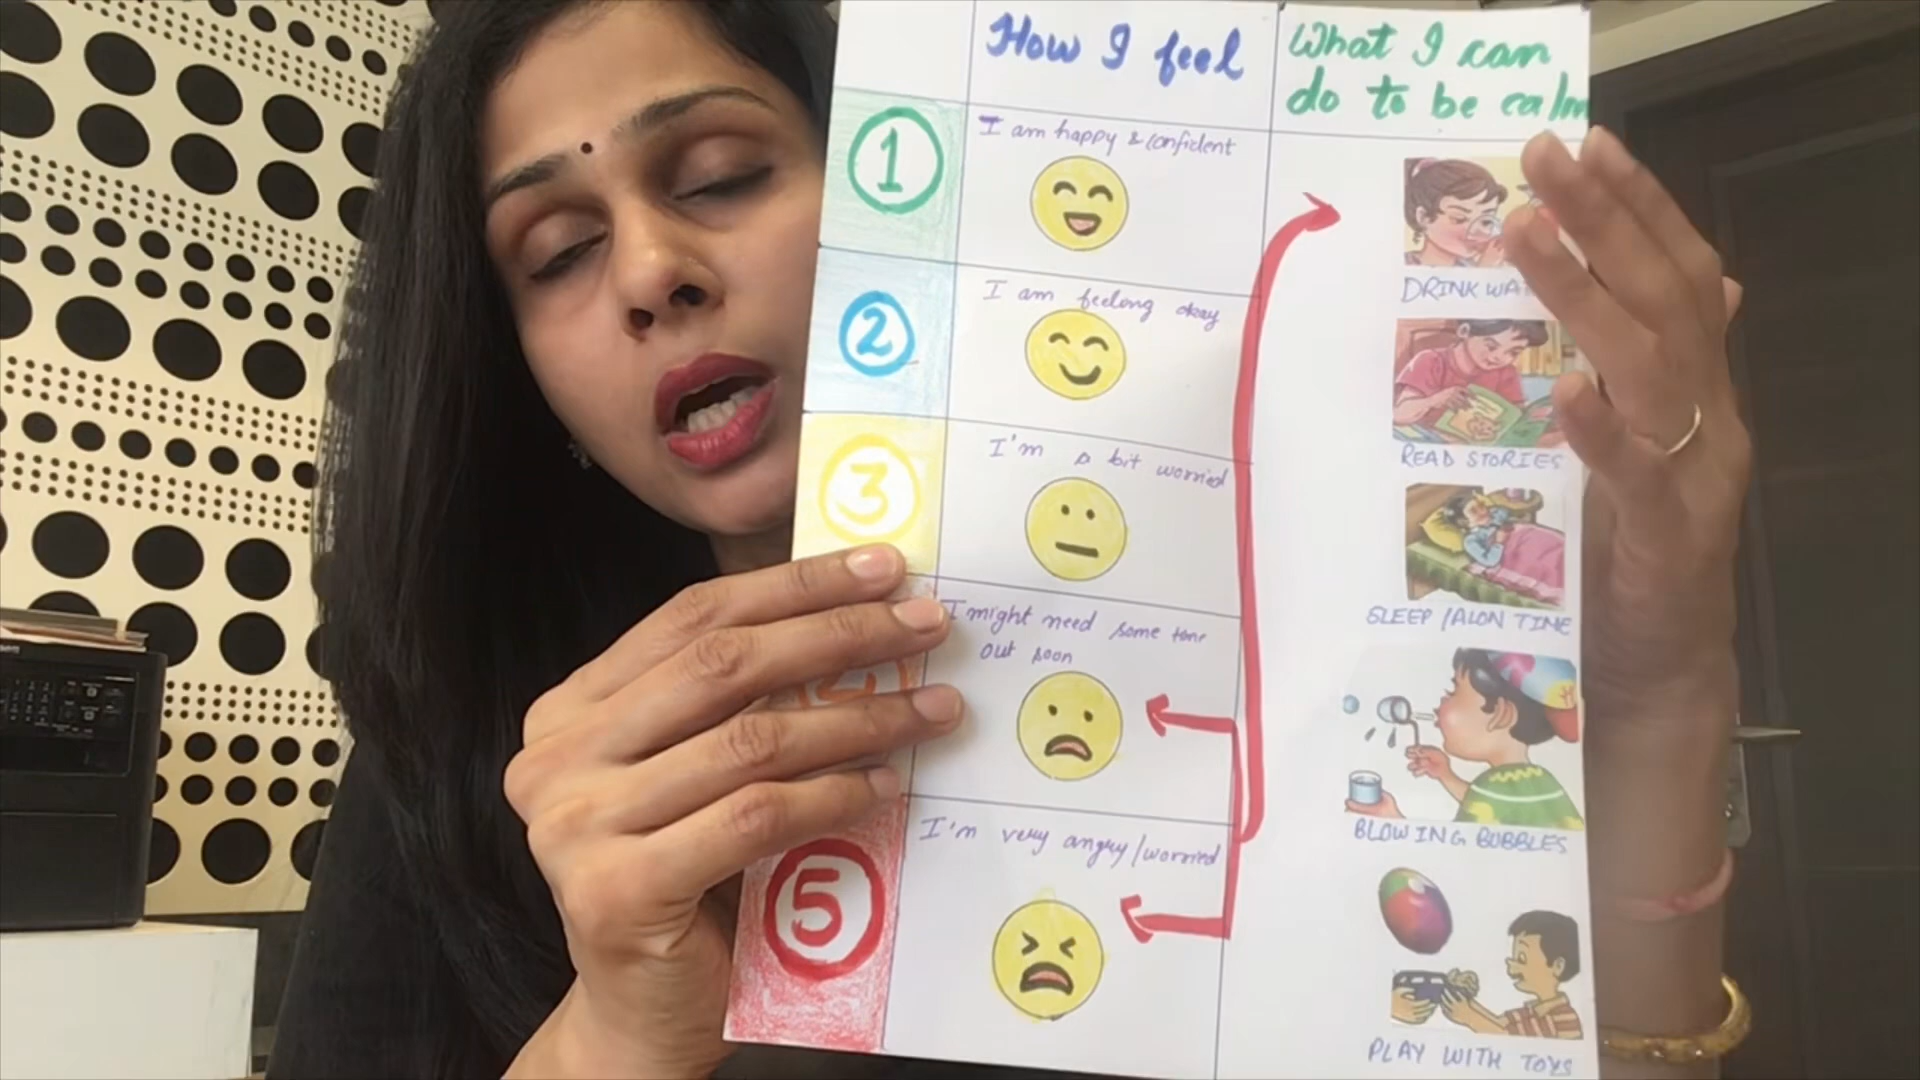 How I feel
What I can
do to be calm
1
I am happy & confident
2
I am feelong okay
3
I'm a bit worried
I might need some time
out soon
5
I'm very angry/worried
DRINK
READ STORIES
SLEEP /ALON TIME
BLOWING BUBBLES
PLAY WITH TOYS